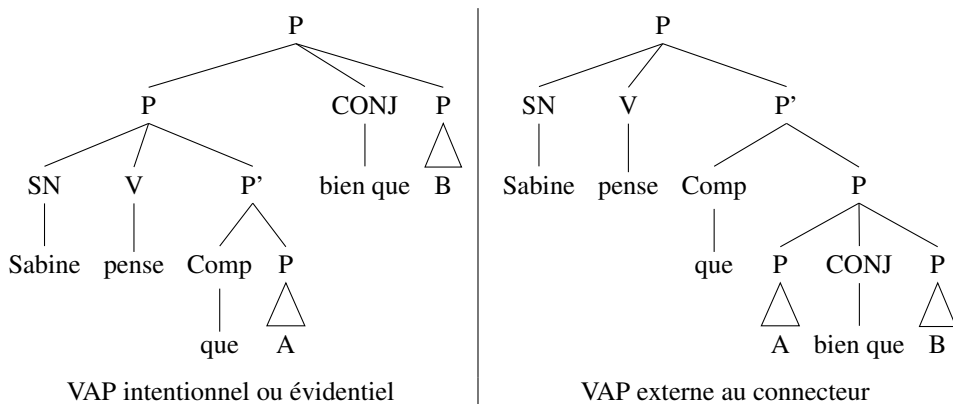 P
P CONJ P
SN V P' bien que B
Sabine pense Comp P
que A
VAP intentionnel ou évidentiel
P
SN V P'
Sabine pense Comp P
que P CONJ P
A bien que B
VAP externe au connecteur